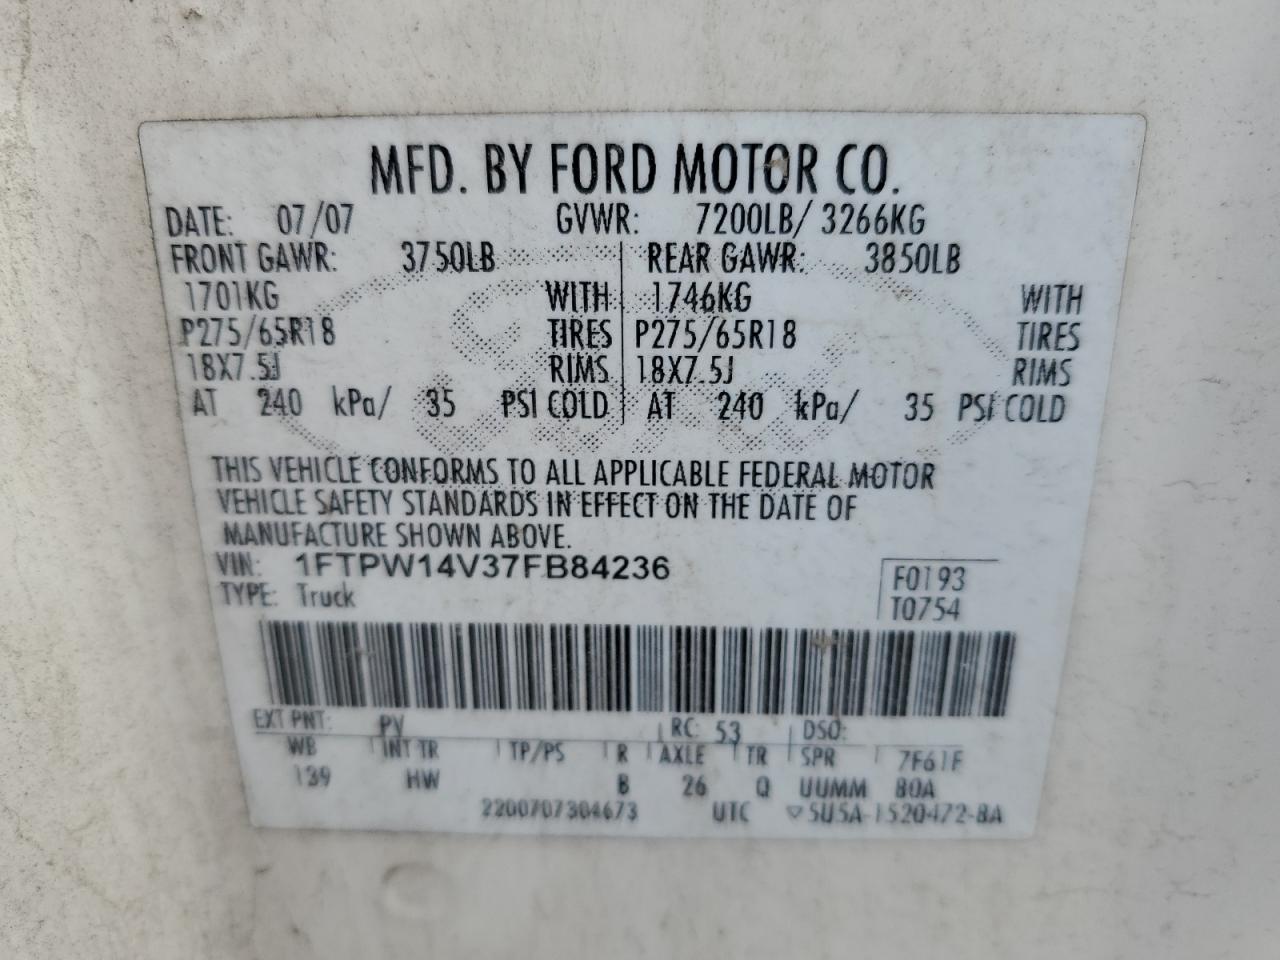 MFD. BY FORD MOTOR CO.
DATE: 07/07 GVWR: 7200LB/ 3266KG
FRONT GAWR: 3750LB REAR GAWR: 3850LB
1701KG WITH 1746KG WITH
P275/65R18 TIRES P275/65R18 TIRES
18X7.5J RIMS 18X7.5J RIMS
AT 240 kPa/ 35 PSI COLD AT 240 kPa/ 35 PSI COLD
THIS VEHICLE CONFORMS TO ALL APPLICABLE FEDERAL MOTOR
VEHICLE SAFETY STANDARDS IN EFFECT ON THE DATE OF
MANUFACTURE SHOWN ABOVE.
VIN: 1FTPW14V37FB84236
F0193
TYPE: Truck
T0754
EXT PNT: PV RC: 53 DSO:
WB INT TR TP/PS R AXLE TR SPR 7F61F
139 HW B 26 Q UUMM 80A
2200707304673 UTC ▽5U5A-1520472-BA